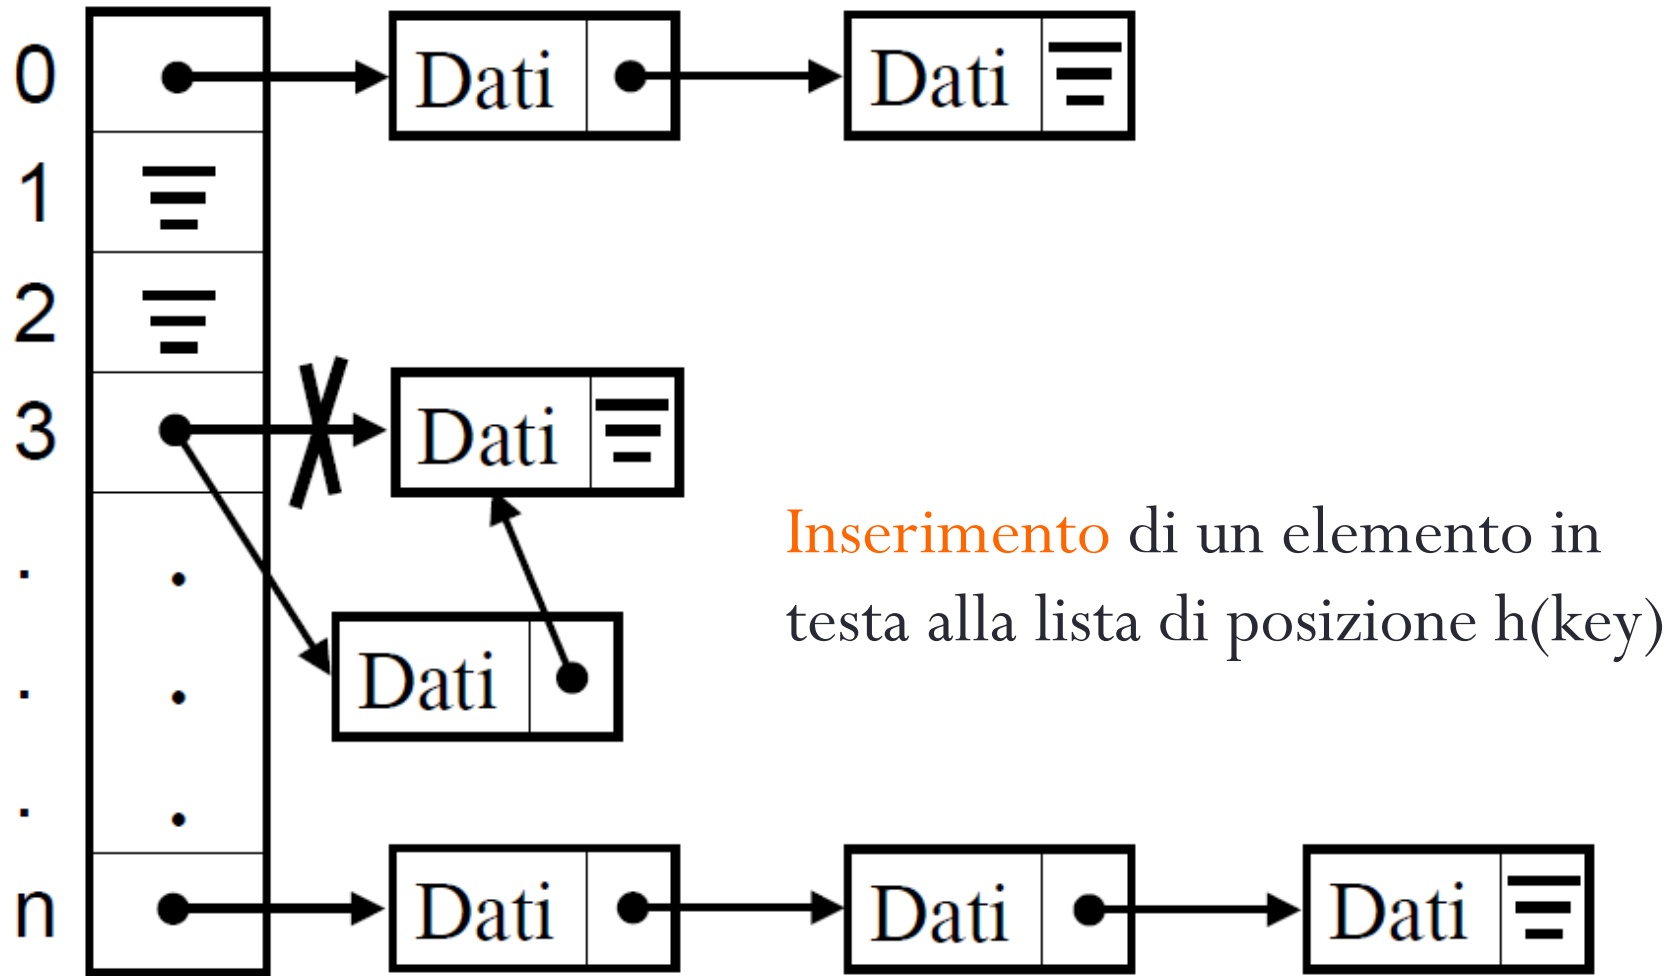 0 Dati Dati
1
2
3 Dati
Inserimento di un elemento in
testa alla lista di posizione h(key)
. .
. . Dati
. .
n Dati Dati Dati